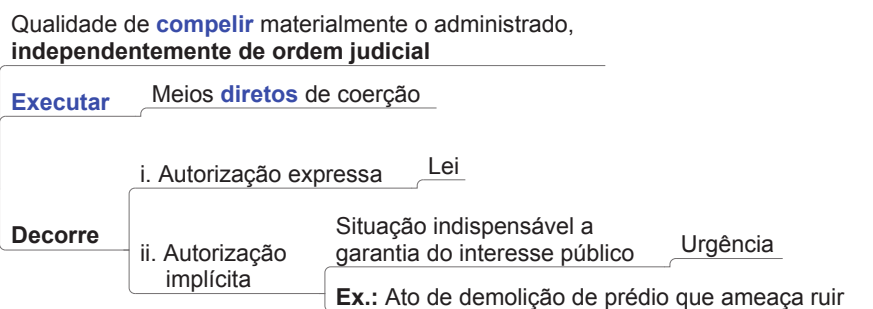 Qualidade de compelir materialmente o administrado,
independentemente de ordem judicial
Executar
Meios diretos de coerção
Decorre
i. Autorização expressa
Lei
ii. Autorização
implícita
Situação indispensável a
garantia do interesse público
Urgência
Ex.: Ato de demolição de prédio que ameaça ruir